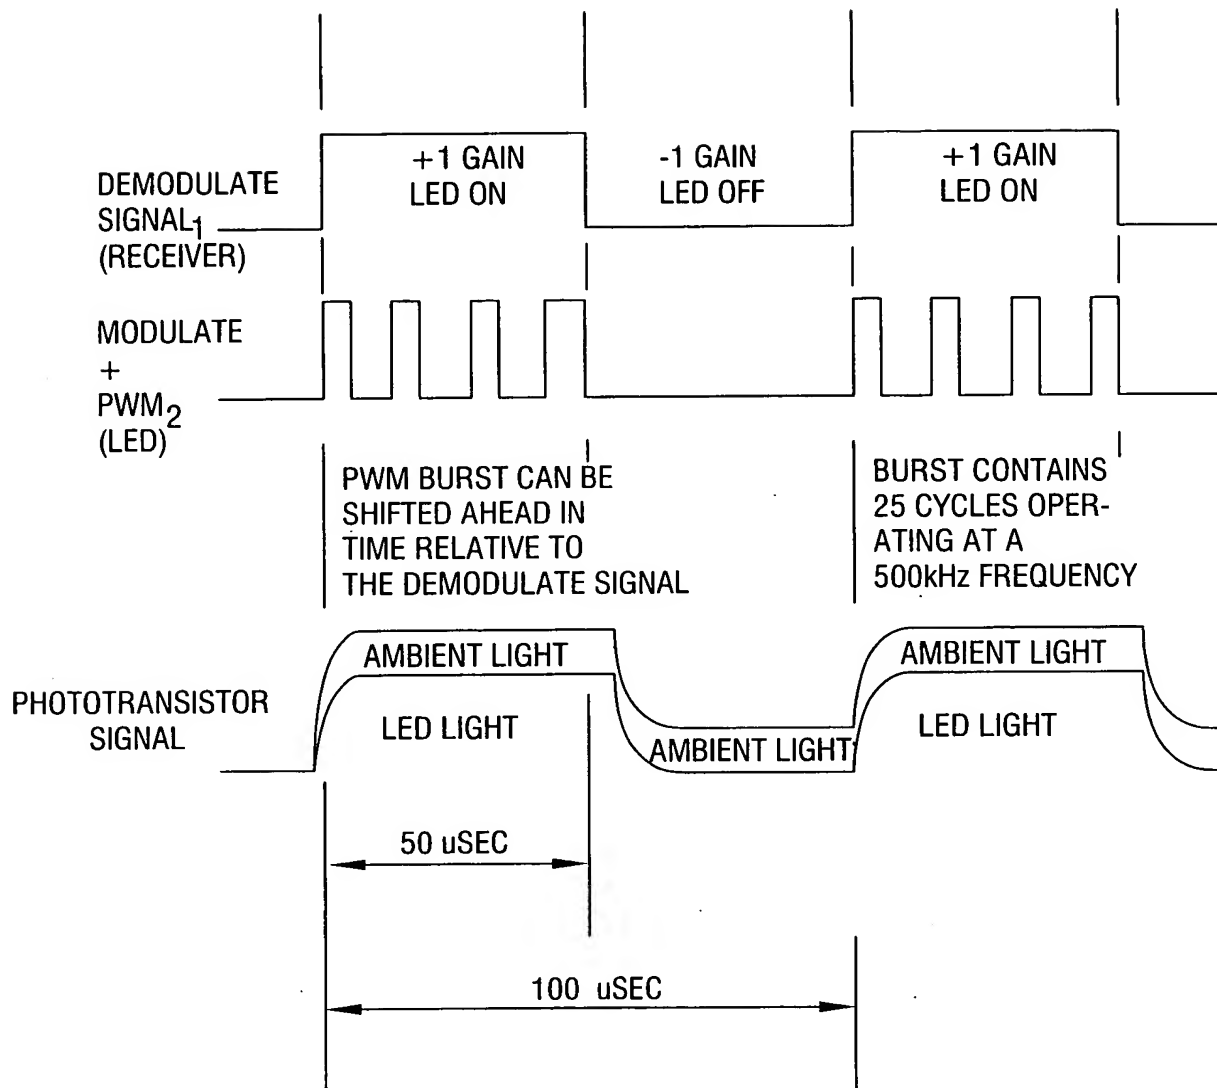 +1 GAIN
LED ON
-1 GAIN
LED OFF
+1 GAIN
LED ON
DEMODULATE
SIGNAL1
(RECEIVER)
MODULATE
+
PWM2
(LED)
PWM BURST CAN BE
SHIFTED AHEAD IN
TIME RELATIVE TO
THE DEMODULATE SIGNAL
BURST CONTAINS
25 CYCLES OPER-
ATING AT A
500kHz FREQUENCY
PHOTOTRANSISTOR
SIGNAL
AMBIENT LIGHT
LED LIGHT
AMBIENT LIGHT
AMBIENT LIGHT
LED LIGHT
50 uSEC
100 uSEC